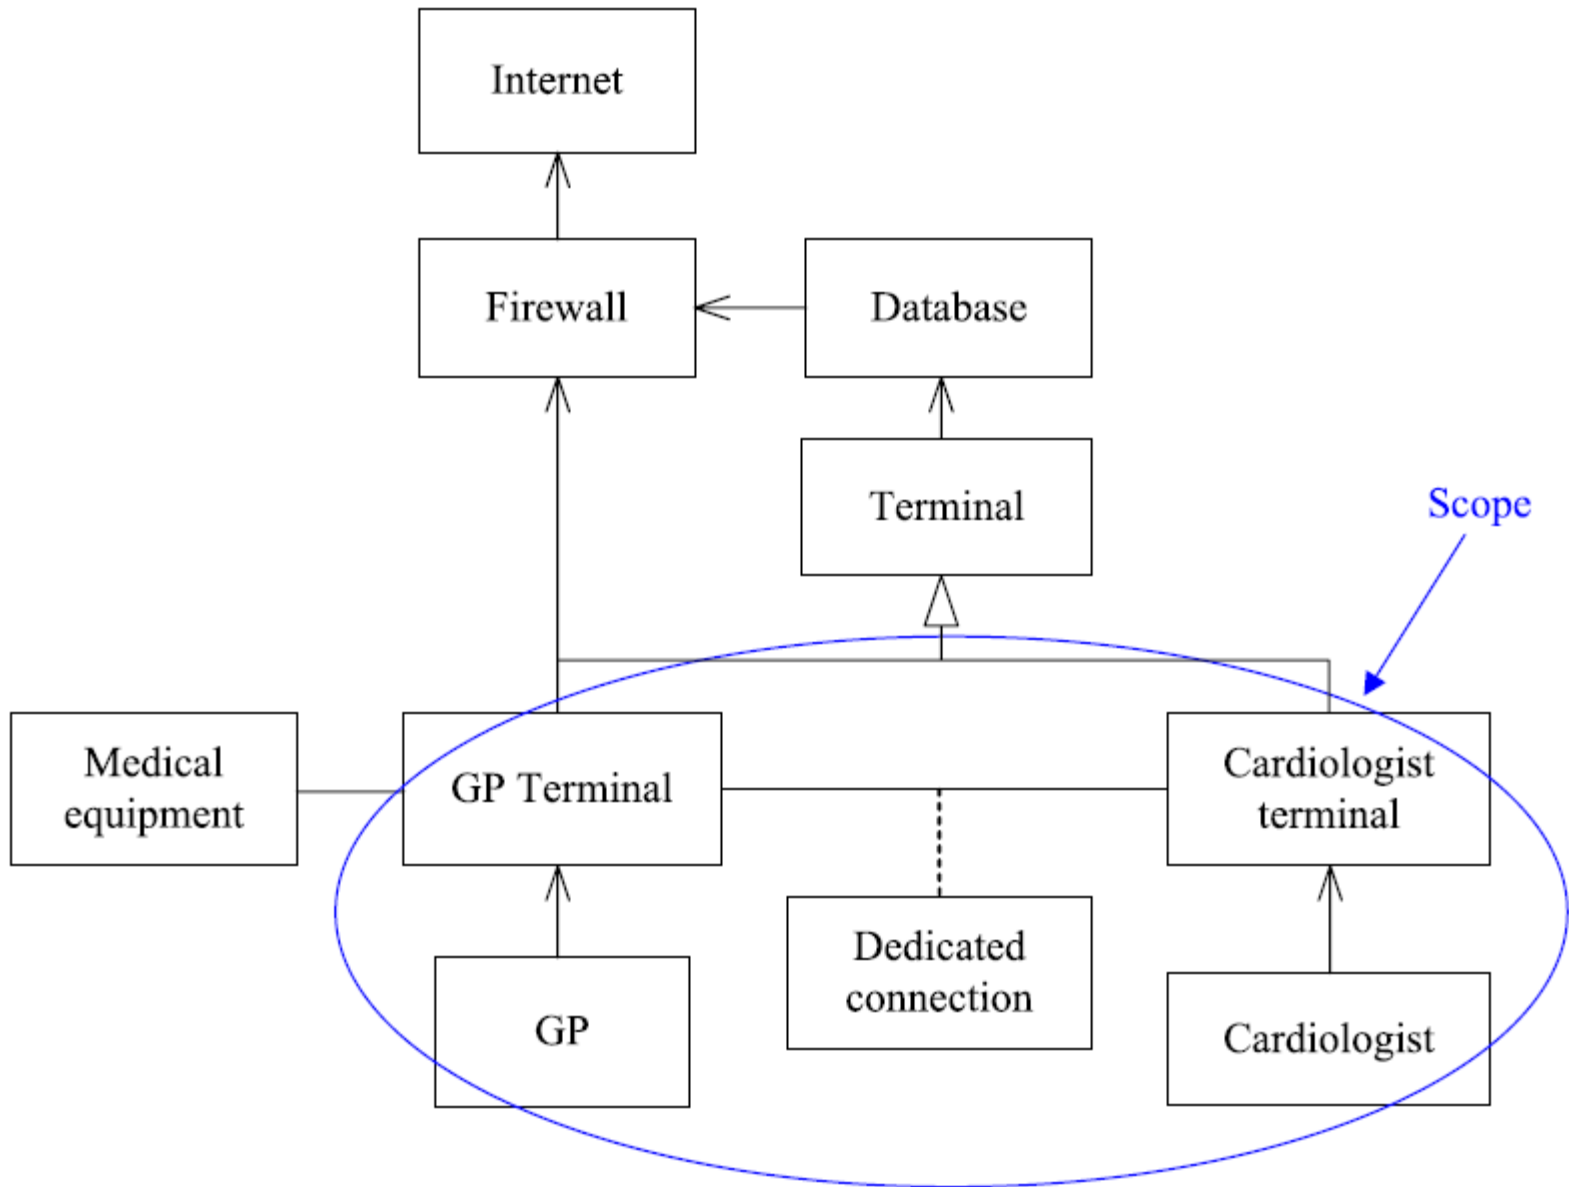 Internet
Firewall
Database
Terminal
Scope
Medical
equipment
GP Terminal
Cardiologist
terminal
Dedicated
connection
GP
Cardiologist